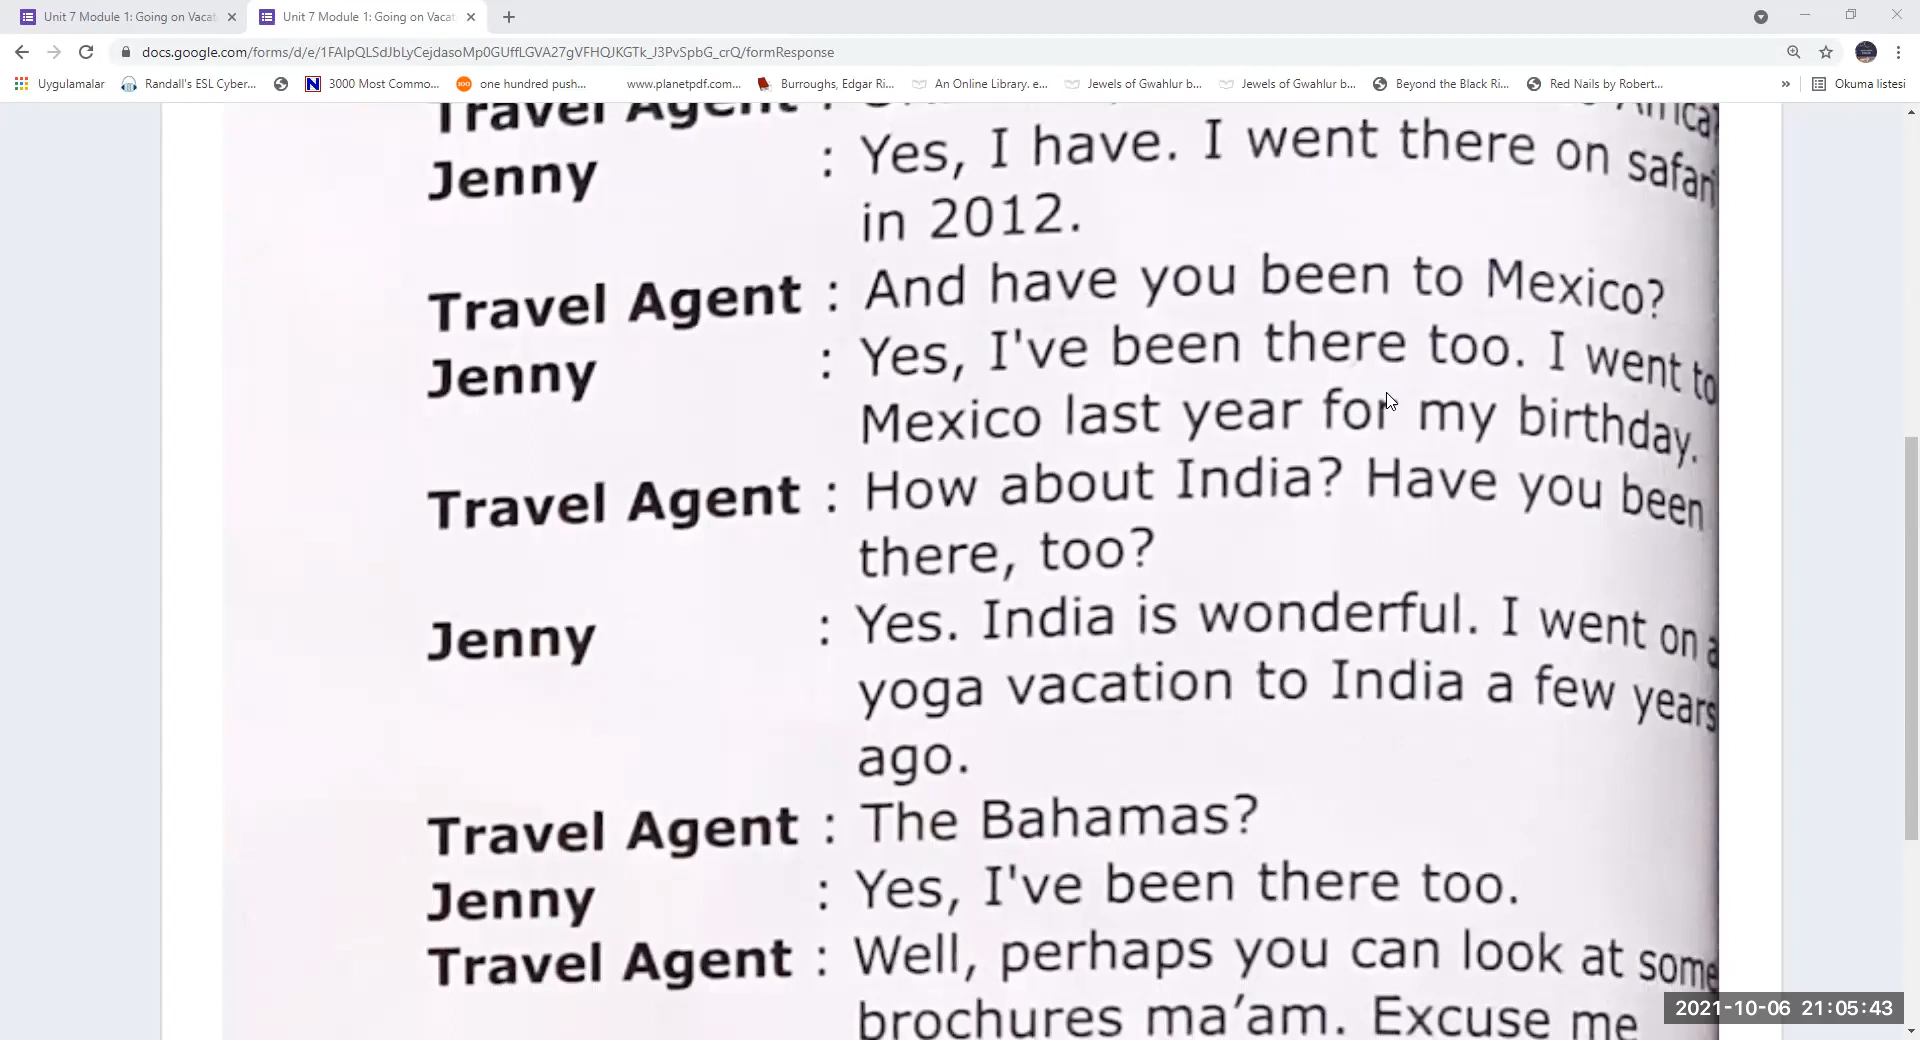 Unit 7 Module 1: Going on Vacat
Unit 7 Module 1: Going on Vacat
docs.google.com/forms/d/e/1FAIpQLSdJbLyCejdasoMp0GUffLGVA27gVFHQJKGTk_J3PvSpbG_crQ/formResponse
Uygulamalar Randall's ESL Cyber... 3000 Most Commo... one hundred push... www.planetpdf.com... Burroughs, Edgar Ri... An Online Library. e... Jewels of Gwahlur b... Jewels of Gwahlur b... Beyond the Black Ri... Red Nails by Robert... » Okuma listesi
Travel Agent : Africa?
Jenny : Yes, I have. I went there on safari
in 2012.
Travel Agent : And have you been to Mexico?
Jenny : Yes, I've been there too. I went to
Mexico last year for my birthday.
Travel Agent : How about India? Have you been
there, too?
Jenny : Yes. India is wonderful. I went on a
yoga vacation to India a few years
ago.
Travel Agent : The Bahamas?
Jenny : Yes, I've been there too.
Travel Agent : Well, perhaps you can look at some
brochures ma'am. Excuse me
2021-10-06 21:05:43